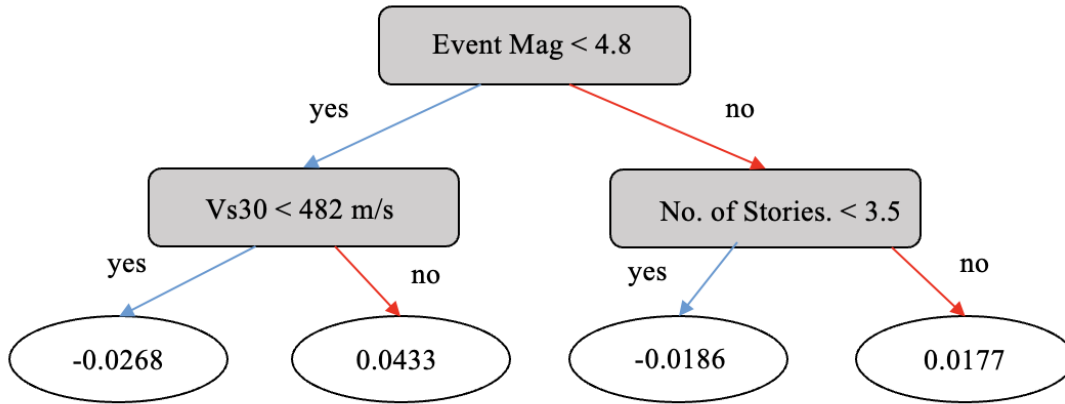 Event Mag < 4.8
yes
no
Vs30 < 482 m/s
No. of Stories. < 3.5
yes
no
yes
no
-0.0268
0.0433
-0.0186
0.0177